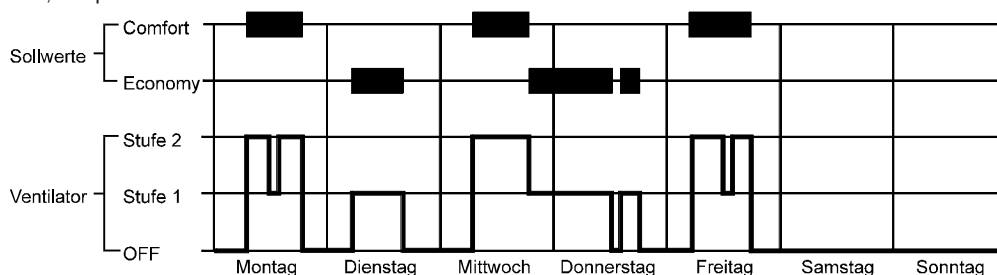 Comfort
Sollwerte
Economy
Stufe 2
Ventilator
Stufe 1
OFF
Montag Dienstag Mittwoch Donnerstag Freitag Samstag Sonntag